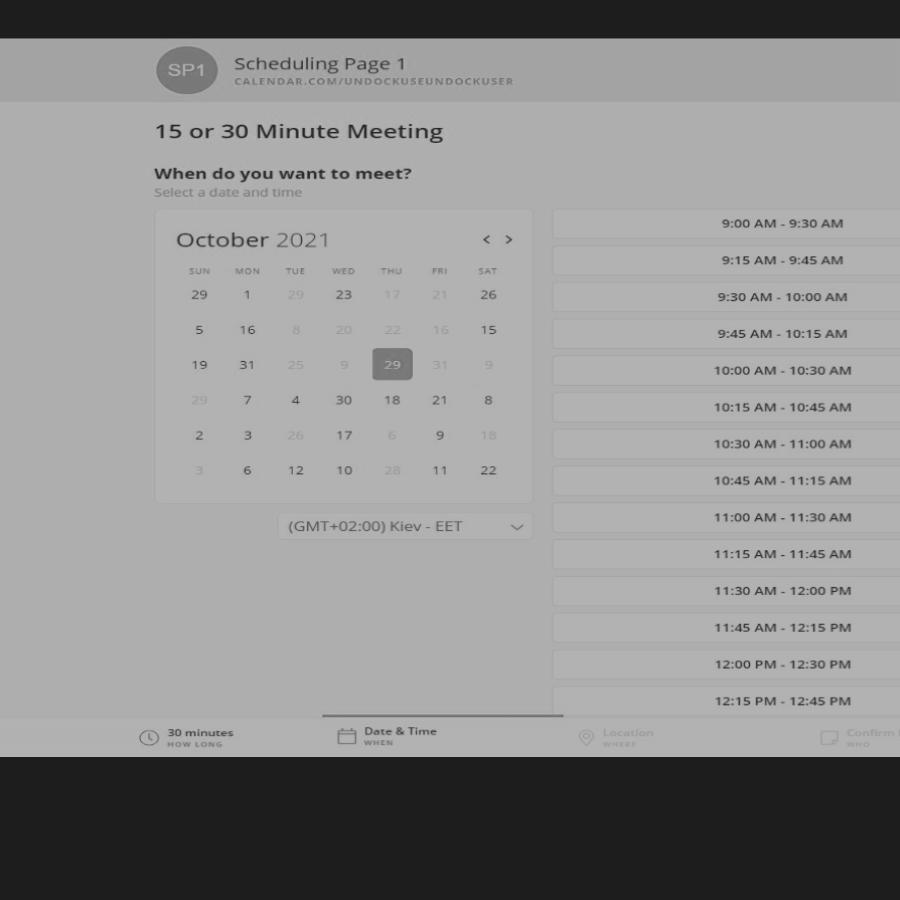 SP1
Scheduling Page 1
CALENDAR.COM/UNDOCKUSEUNDOCKUSER
15 or 30 Minute Meeting
When do you want to meet?
Select a date and time
October 2021
< >
SUN MON TUE WED THU FRI SAT
29 1 29 23 17 21 26
5 16 8 20 22 16 15
19 31 25 9 29 31 9
29 7 4 30 18 21 8
2 3 26 17 6 9 18
3 6 12 10 28 11 22
(GMT+02:00) Kiev - EET
9:00 AM - 9:30 AM
9:15 AM - 9:45 AM
9:30 AM - 10:00 AM
9:45 AM - 10:15 AM
10:00 AM - 10:30 AM
10:15 AM - 10:45 AM
10:30 AM - 11:00 AM
10:45 AM - 11:15 AM
11:00 AM - 11:30 AM
11:15 AM - 11:45 AM
11:30 AM - 12:00 PM
11:45 AM - 12:15 PM
12:00 PM - 12:30 PM
12:15 PM - 12:45 PM
30 minutes
HOW LONG
Date & Time
WHEN
Location
WHERE
Confirm
WHO